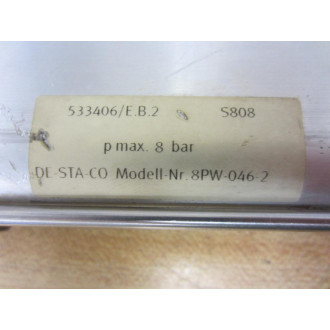 533406/E.B.2 S808
p max. 8 bar
DE-STA-CO Modell-Nr. 8PW-046-2